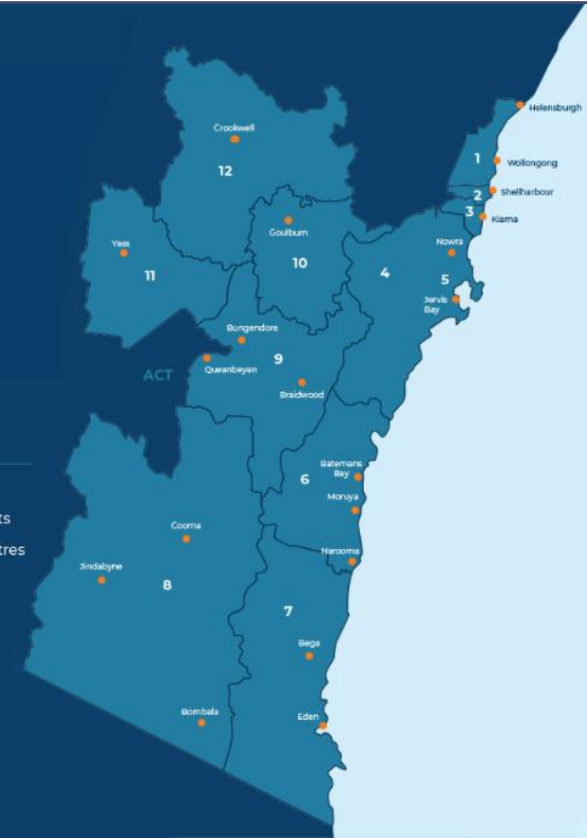 Helensburgh
Crookwell
1
Wollongong
12
2
Shellharbour
3
Kiama
Goulburn
Yass
Nowra
10
4
11
5
Jervis
Bay
Bungendore
9
Queanbeyan
ACT
Braidwood
6
Batemans
Bay
Moruya
ts
Cooma
tres
Narooma
Jindabyne
8
7
Bega
Bombala
Eden